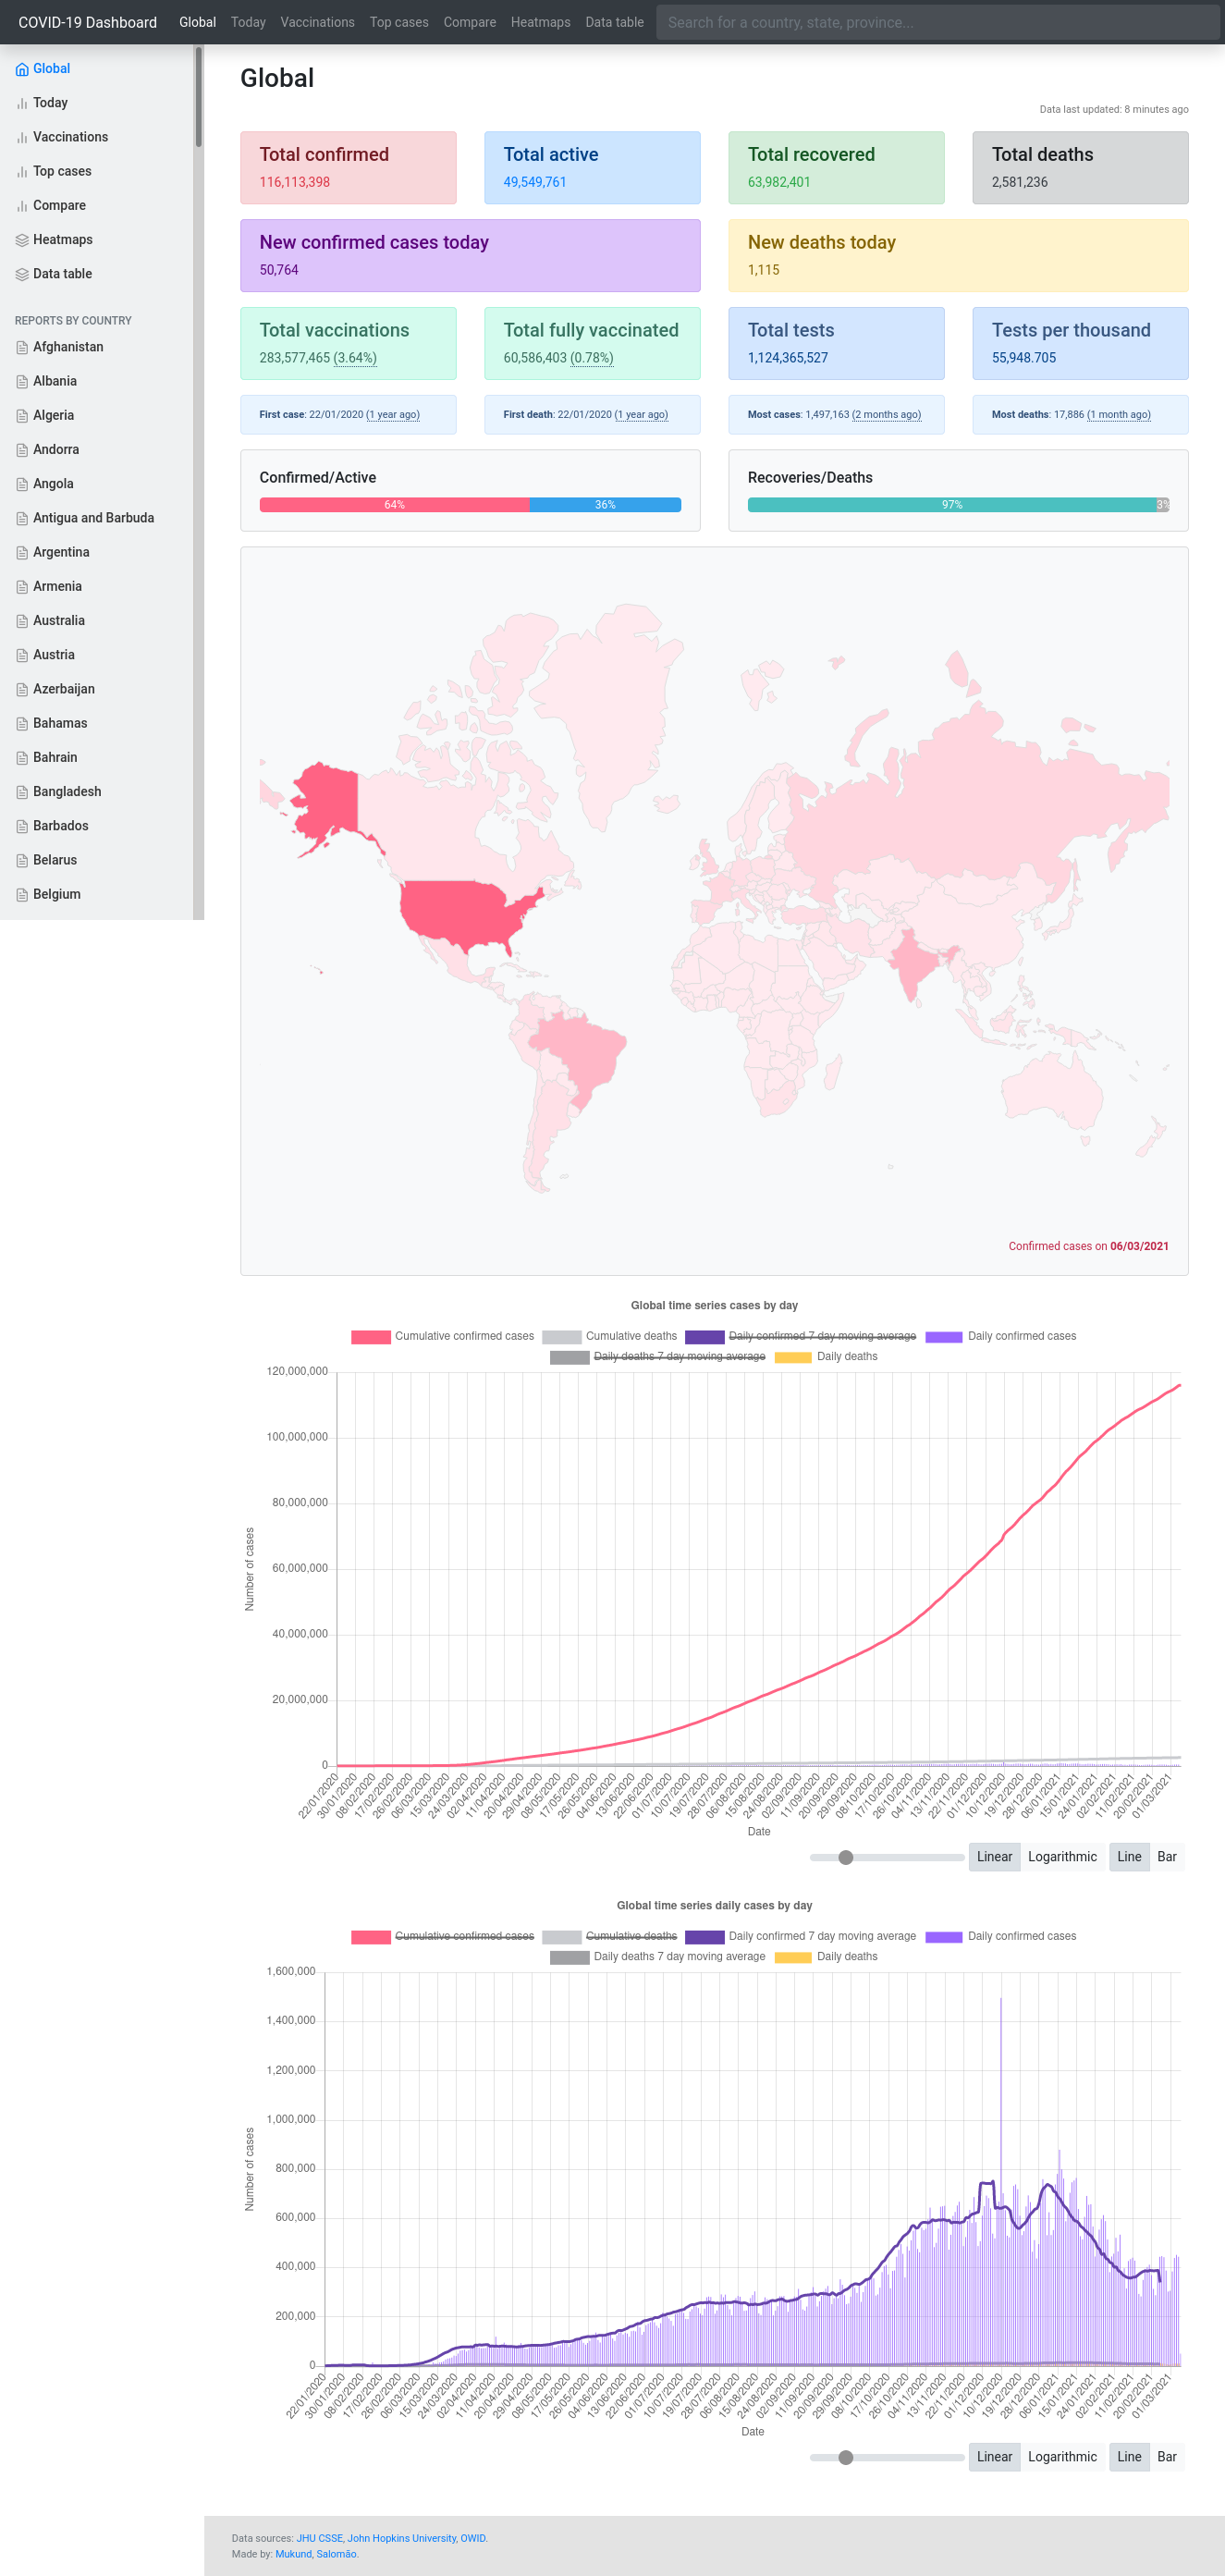 COVID-19 Dashboard Global Today Vaccinations Top cases Compare Heatmaps Data table Search for a country, state, province...
Global
Today
Vaccinations
Top cases
Compare
Heatmaps
Data table
REPORTS BY COUNTRY
Afghanistan
Albania
Algeria
Andorra
Angola
Antigua and Barbuda
Argentina
Armenia
Australia
Austria
Azerbaijan
Bahamas
Bahrain
Bangladesh
Barbados
Belarus
Belgium
Global
Data last updated: 8 minutes ago
Total confirmed
116,113,398
Total active
49,549,761
Total recovered
63,982,401
Total deaths
2,581,236
New confirmed cases today
50,764
New deaths today
1,115
Total vaccinations
283,577,465 (3.64%)
Total fully vaccinated
60,586,403 (0.78%)
Total tests
1,124,365,527
Tests per thousand
55,948.705
First case: 22/01/2020 (1 year ago)
First death: 22/01/2020 (1 year ago)
Most cases: 1,497,163 (2 months ago)
Most deaths: 17,886 (1 month ago)
Confirmed/Active
64% 36%
Recoveries/Deaths
97% 3%
Confirmed cases on 06/03/2021
Global time series cases by day
Cumulative confirmed cases Cumulative deaths Daily confirmed 7 day moving average Daily confirmed cases
Daily deaths 7 day moving average Daily deaths
120,000,000
100,000,000
80,000,000
60,000,000
40,000,000
20,000,000
0
Number of cases
22/01/2020 30/01/2020 08/02/2020 17/02/2020 26/02/2020 06/03/2020 15/03/2020 24/03/2020 02/04/2020 11/04/2020 20/04/2020 29/04/2020 08/05/2020 17/05/2020 26/05/2020 04/06/2020 13/06/2020 22/06/2020 01/07/2020 10/07/2020 19/07/2020 28/07/2020 06/08/2020 15/08/2020 24/08/2020 02/09/2020 11/09/2020 20/09/2020 29/09/2020 08/10/2020 17/10/2020 26/10/2020 04/11/2020 13/11/2020 22/11/2020 01/12/2020 10/12/2020 19/12/2020 28/12/2020 06/01/2021 15/01/2021 24/01/2021 02/02/2021 11/02/2021 20/02/2021 01/03/2021
Date
Linear Logarithmic Line Bar
Global time series daily cases by day
Cumulative confirmed cases Cumulative deaths Daily confirmed 7 day moving average Daily confirmed cases
Daily deaths 7 day moving average Daily deaths
1,600,000
1,400,000
1,200,000
1,000,000
800,000
600,000
400,000
200,000
0
Number of cases
22/01/2020 30/01/2020 08/02/2020 17/02/2020 26/02/2020 06/03/2020 15/03/2020 24/03/2020 02/04/2020 11/04/2020 20/04/2020 29/04/2020 08/05/2020 17/05/2020 26/05/2020 04/06/2020 13/06/2020 22/06/2020 01/07/2020 10/07/2020 19/07/2020 28/07/2020 06/08/2020 15/08/2020 24/08/2020 02/09/2020 11/09/2020 20/09/2020 29/09/2020 08/10/2020 17/10/2020 26/10/2020 04/11/2020 13/11/2020 22/11/2020 01/12/2020 10/12/2020 19/12/2020 28/12/2020 06/01/2021 15/01/2021 24/01/2021 02/02/2021 11/02/2021 20/02/2021 01/03/2021
Date
Linear Logarithmic Line Bar
Data sources: JHU CSSE, John Hopkins University, OWID.
Made by: Mukund, Salomão.